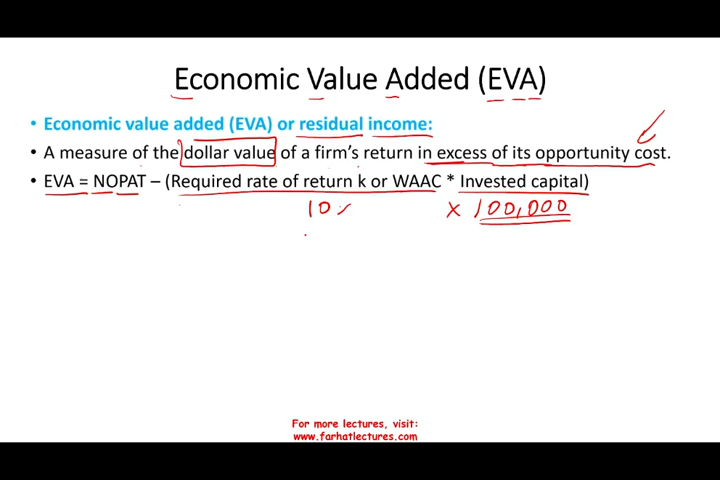 Economic Value Added (EVA)
• Economic value added (EVA) or residual income:
• A measure of the dollar value of a firm's return in excess of its opportunity cost.
• EVA = NOPAT – (Required rate of return k or WAAC * Invested capital)
10% x 100,000
For more lectures, visit:
www.farhatlectures.com